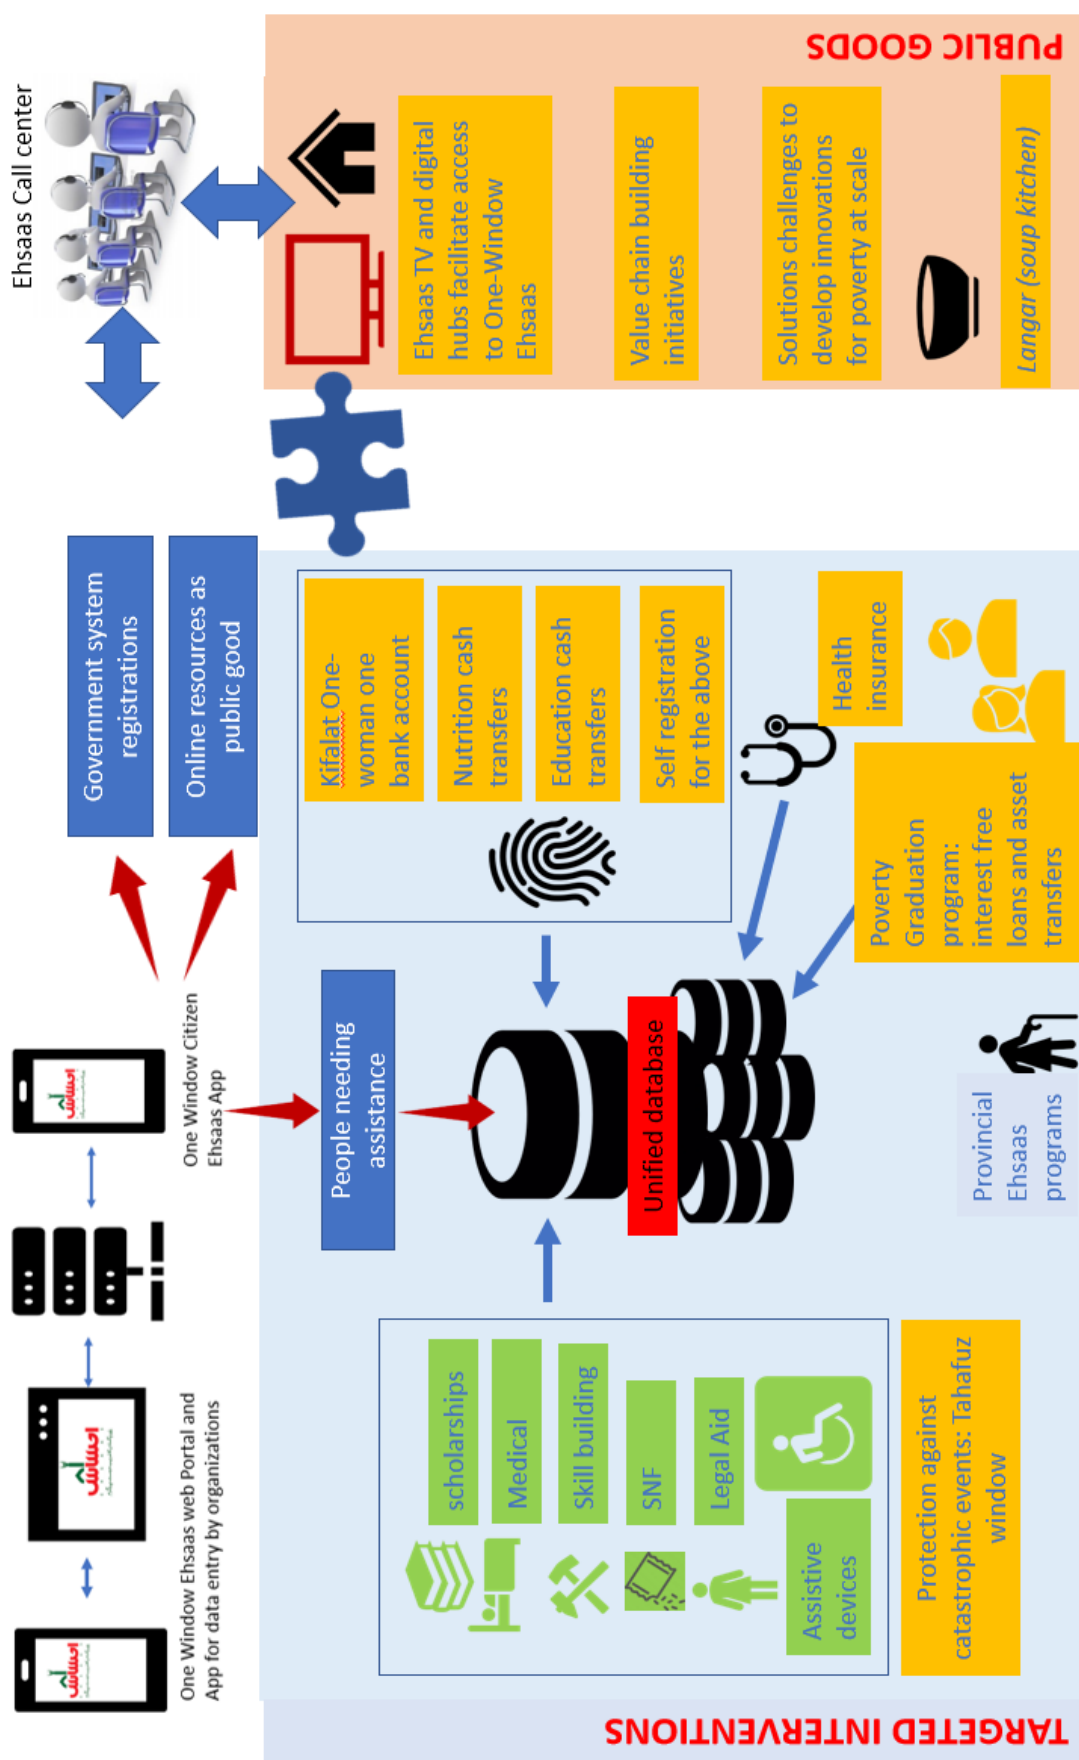 One Window Ehsaas web Portal and
App for data entry by organizations
One Window Citizen
Ehsaas App
Government system
registrations
Online resources as
public good
Ehsaas Call center
TARGETED INTERVENTIONS
scholarships
Medical
Skill building
SNF
Legal Aid
Assistive
devices
Protection against
catastrophic events: Tahafuz
window
People needing
assistance
Unified database
Provincial
Ehsaas
programs
Kifalat One-
woman one
bank account
Nutrition cash
transfers
Education cash
transfers
Self registration
for the above
Health
insurance
Poverty
Graduation
program:
interest free
loans and asset
transfers
PUBLIC GOODS
Ehsaas TV and digital
hubs facilitate access
to One-Window
Ehsaas
Value chain building
initiatives
Solutions challenges to
develop innovations
for poverty at scale
Langar (soup kitchen)